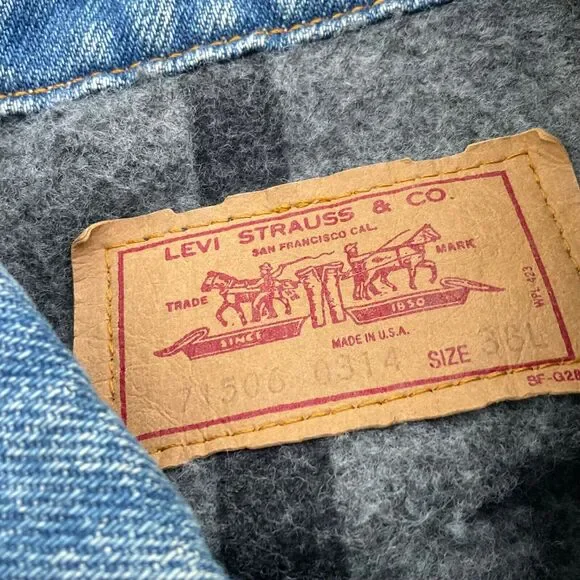 LEVI STRAUSS & CO
SAN FRANCISCO CAL.
TRADE MARK
SINCE 1850
MADE IN U.S.A.
WPL 423
71506 0314 SIZE 36L
SF-G2B